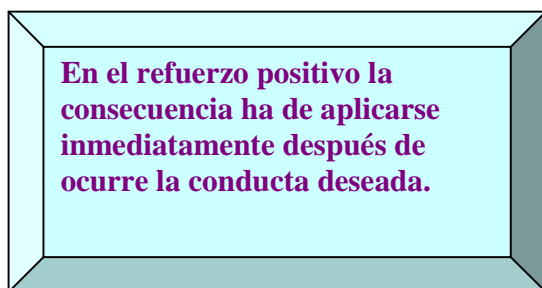 En el refuerzo positivo la
consecuencia ha de aplicarse
inmediatamente después de
ocurre la conducta deseada.